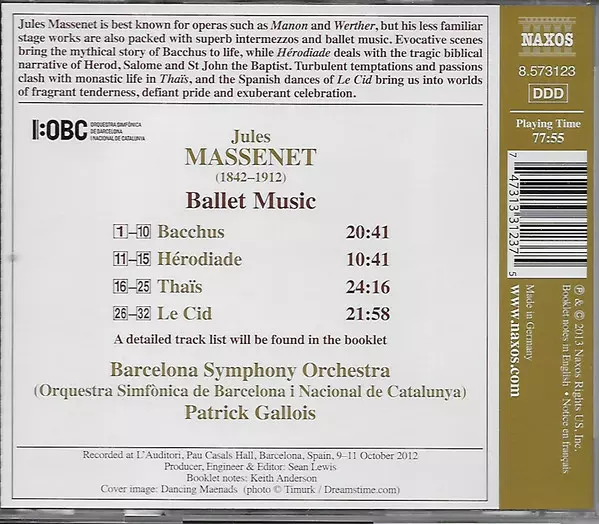 Jules Massenet is best known for operas such as Manon and Werther, but his less familiar
stage works are also packed with superb intermezzos and ballet music. Evocative scenes
bring the mythical story of Bacchus to life, while Hérodiade deals with the tragic biblical
narrative of Herod, Salome and St John the Baptist. Turbulent temptations and passions
clash with monastic life in Thaïs, and the Spanish dances of Le Cid bring us into worlds
of fragrant tenderness, defiant pride and exuberant celebration.
OBC
ORQUESTRA SIMFÒNICA
DE BARCELONA
I NACIONAL DE CATALUNYA
Jules
MASSENET
(1842–1912)
Ballet Music
1–10 Bacchus 20:41
11–15 Hérodiade 10:41
16–25 Thaïs 24:16
26–32 Le Cid 21:58
A detailed track list will be found in the booklet
Barcelona Symphony Orchestra
(Orquestra Simfònica de Barcelona i Nacional de Catalunya)
Patrick Gallois
Recorded at L'Auditori, Pau Casals Hall, Barcelona, Spain, 9–11 October 2012
Producer, Engineer & Editor: Sean Lewis
Booklet notes: Keith Anderson
Cover image: Dancing Maenads (photo © Timurk / Dreamstime.com)
NAXOS
8.573123
DDD
Playing Time
77:55
7 47313 31237 5
www.naxos.com
Made in Germany
℗ & © 2013 Naxos Rights US, Inc.
Booklet notes in English • Notice en français